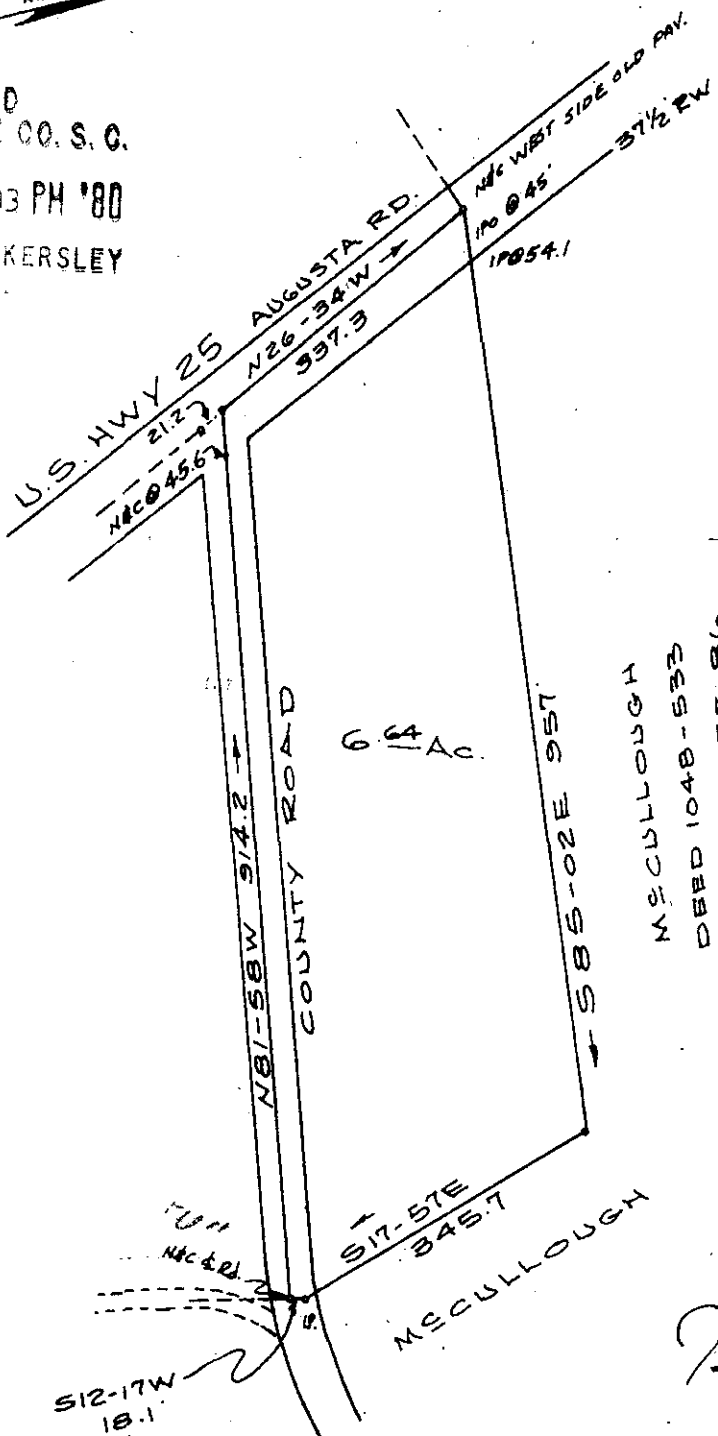 CO. S. C.
PM '80
KERSLEY
N&C WEST SIDE OLD PAV.
IPO @ 45'
37½ RW
IP@54.1
U.S. HWY 25 AUGUSTA RD.
N26-34W
337.3
21.2
N&C @ 45.6
6.64 Ac.
COUNTY ROAD
N81-58W 914.2
S85-02E 957
MCCULLOUGH
DEED 1048-533
S17-57E
345.7
MCCULLOUGH
N&C ℄ Rd.
IP.
S12-17W
18.1'